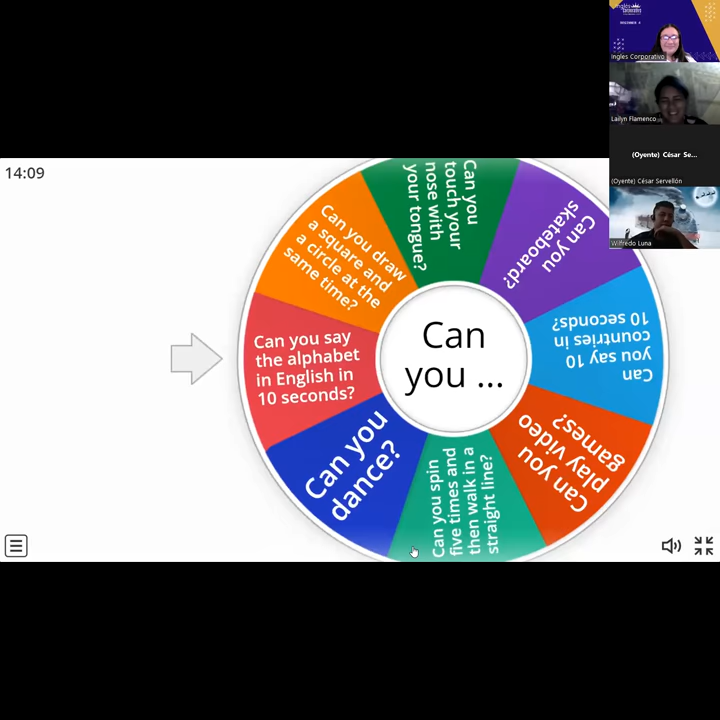 14:09
Can
you ...
Can you say
the alphabet
in English in
10 seconds?
Can you draw
a square and
a circle at the
same time?
Can you
touch your
nose with
your tongue?
Can you
skateboard?
Can
you say 10
countries in
10 seconds?
Can you
play video
games?
Can you spin
five times and
then walk in a
straight line?
Can you
dance?
Ingles Corporativo
Lailyn Flamenco
(Oyente) César Se...
(Oyente) César Servellón
Wilfredo Luna